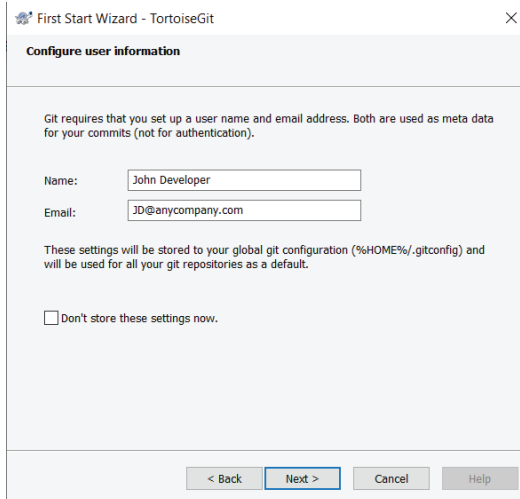 First Start Wizard - TortoiseGit
Configure user information
Git requires that you set up a user name and email address. Both are used as meta data
for your commits (not for authentication).
Name: John Developer
Email: JD@anycompany.com
These settings will be stored to your global git configuration (%HOME%/.gitconfig) and
will be used for all your git repositories as a default.
Don't store these settings now.
< Back Next > Cancel Help